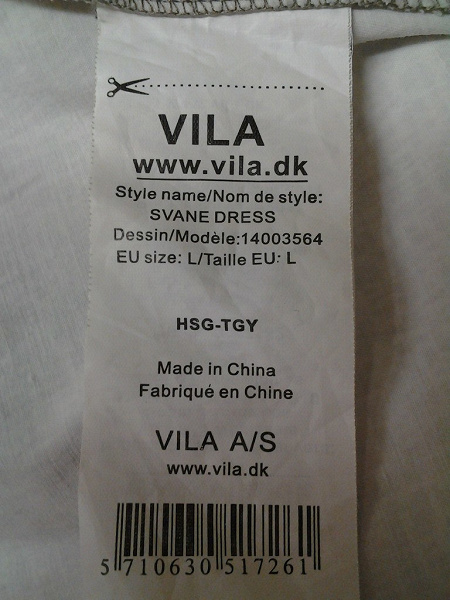 VILA
www.vila.dk
Style name/Nom de style:
SVANE DRESS
Dessin/Modèle:14003564
EU size: L/Taille EU: L
HSG-TGY
Made in China
Fabriqué en Chine
VILA A/S
www.vila.dk
5 710630 517261